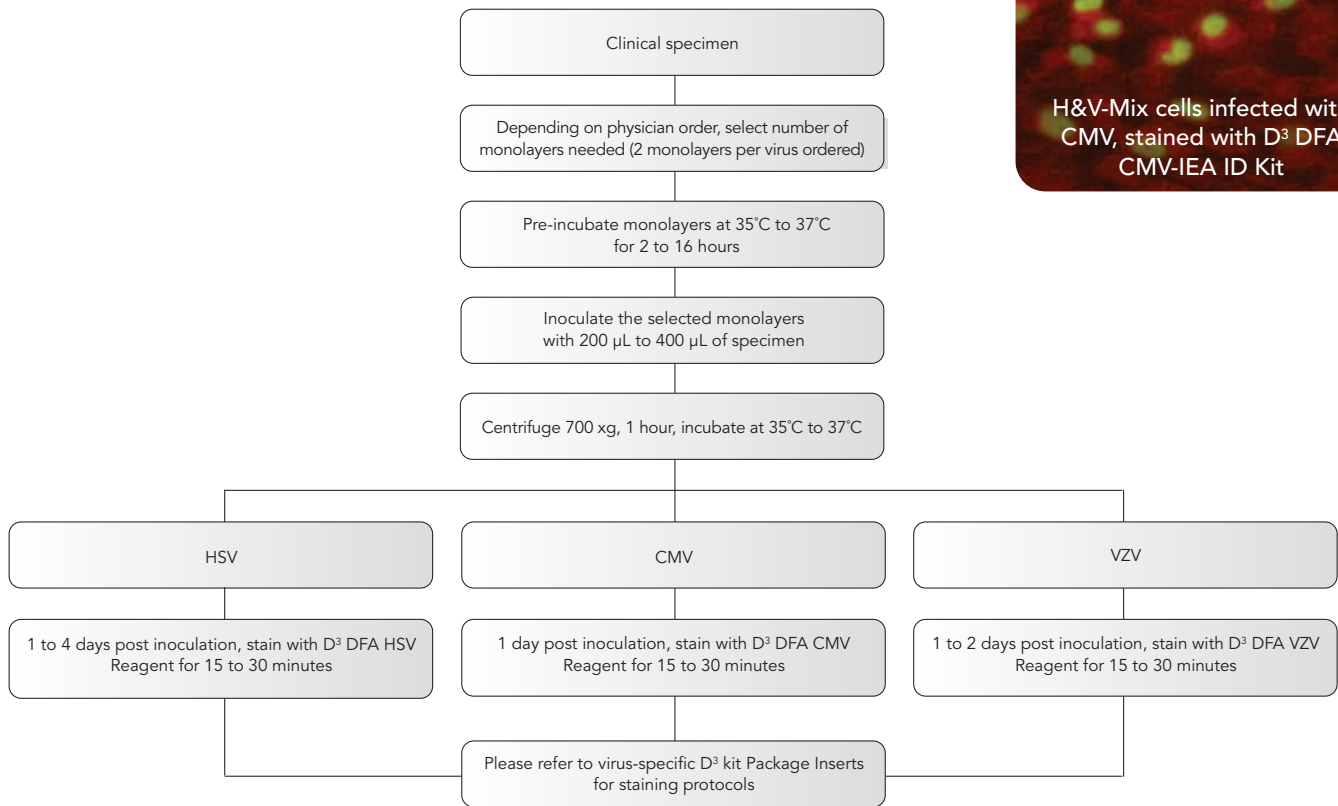 Clinical specimen
H&V-Mix cells infected wit
CMV, stained with D³ DFA
CMV-IEA ID Kit
Depending on physician order, select number of
monolayers needed (2 monolayers per virus ordered)
Pre-incubate monolayers at 35˚C to 37˚C
for 2 to 16 hours
Inoculate the selected monolayers
with 200 µL to 400 µL of specimen
Centrifuge 700 xg, 1 hour, incubate at 35˚C to 37˚C
HSV
CMV
VZV
1 to 4 days post inoculation, stain with D³ DFA HSV
Reagent for 15 to 30 minutes
1 day post inoculation, stain with D³ DFA CMV
Reagent for 15 to 30 minutes
1 to 2 days post inoculation, stain with D³ DFA VZV
Reagent for 15 to 30 minutes
Please refer to virus-specific D³ kit Package Inserts
for staining protocols